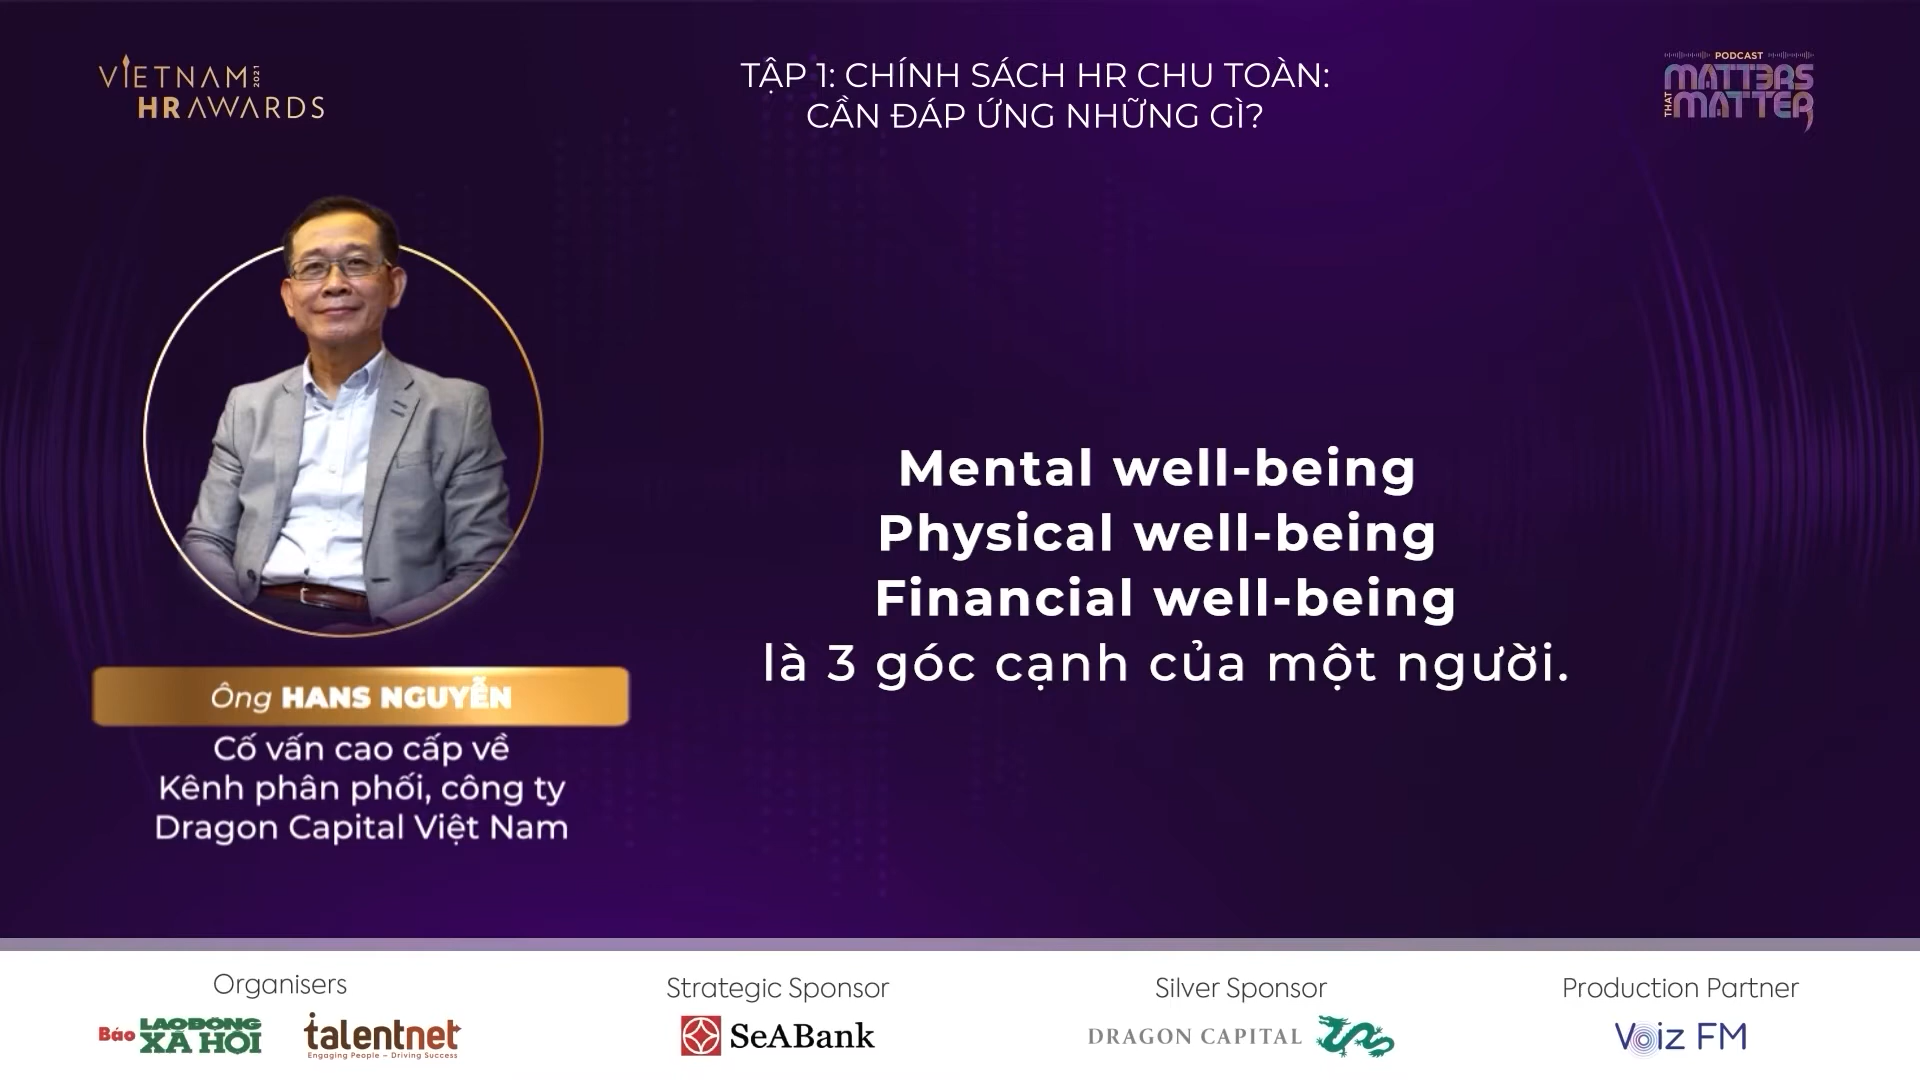 VIETNAM 2021
HR AWARDS
TẬP 1: CHÍNH SÁCH HR CHU TOÀN:
CẦN ĐÁP ỨNG NHỮNG GÌ?
PODCAST
MATTERS
THAT MATTER
Mental well-being
Physical well-being
Financial well-being
là 3 góc cạnh của một người.
Ông HANS NGUYỄN
Cố vấn cao cấp về
Kênh phân phối, công ty
Dragon Capital Việt Nam
Organisers
Báo LAO ĐỘNG
XÃ HỘI
talentnet
Engaging People – Driving Success
Strategic Sponsor
SeABank
Silver Sponsor
DRAGON CAPITAL
Production Partner
Voiz FM